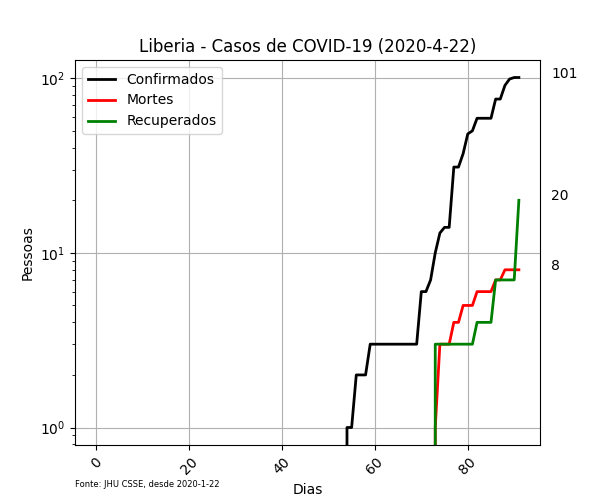 Liberia - Casos de COVID-19 (2020-4-22)
Confirmados
Mortes
Recuperados
10²
10¹
10⁰
Pessoas
101
20
8
0
20
40
60
80
Dias
Fonte: JHU CSSE, desde 2020-1-22